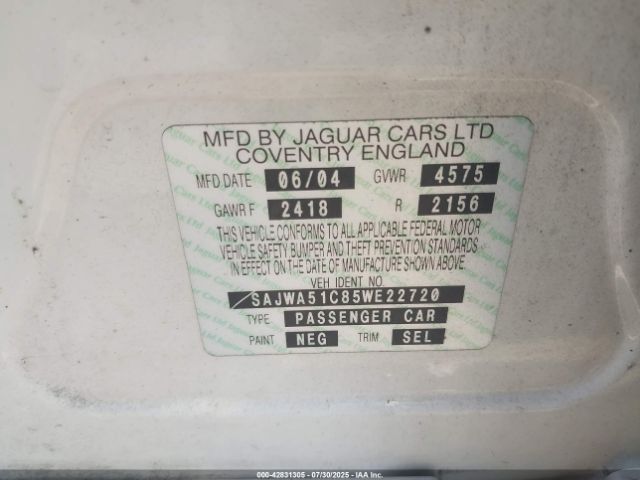 MFD BY JAGUAR CARS LTD
COVENTRY ENGLAND
MFD DATE 06/04 GVWR 4575
GAWR F 2418 R 2156
THIS VEHICLE CONFORMS TO ALL APPLICABLE FEDERAL MOTOR
VEHICLE SAFETY BUMPER AND THEFT PREVENTION STANDARDS
IN EFFECT ON THE DATE OF MANUFACTURE SHOWN ABOVE
VEH IDENT NO.
SAJWA51C85WE22720
TYPE PASSENGER CAR
PAINT NEG TRIM SEL
000-42831305 | 07/30/2025 | IAA Inc.